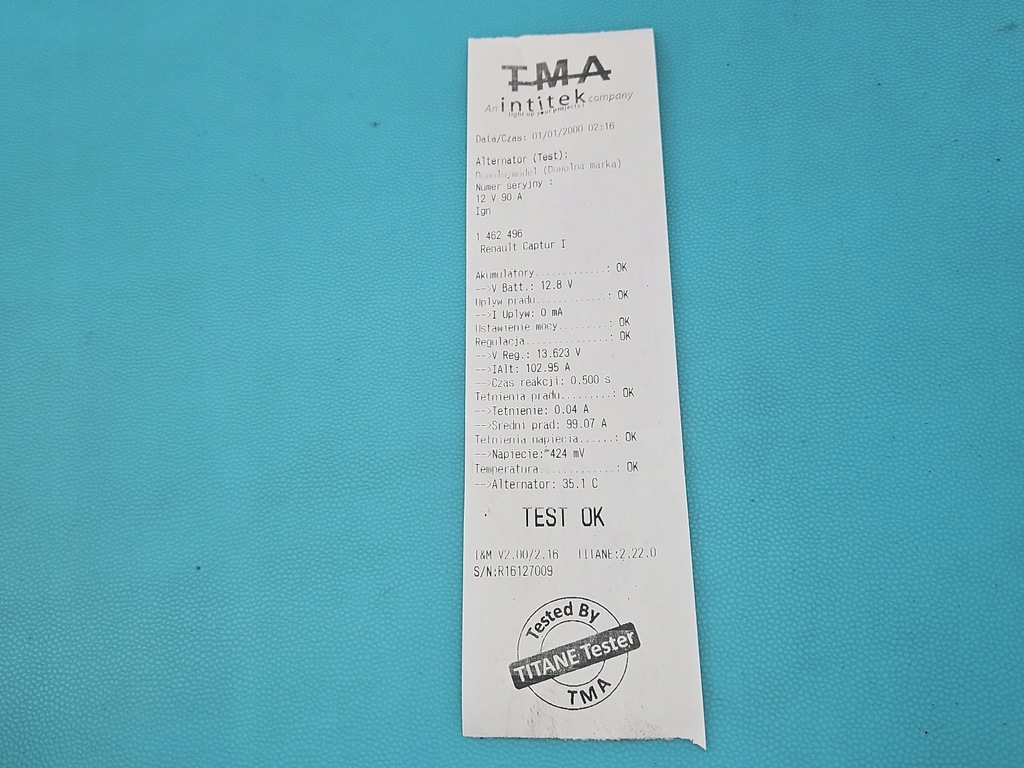 TMA
An intitek company
light up your projects!
Data/Czas: 01/01/2000 02:16
Alternator (Test):
Dowolnymodel (Dowolna marka)
Numer seryjny :
12 V 90 A
Ign
1 462 496
Renault Captur I
Akumulatory............: OK
-->V Batt.: 12.8 V
Uplyw pradu............: OK
-->I Uplyw: 0 mA
Ustawienie mocy.........: OK
Regulacja..............: OK
-->V Reg.: 13.623 V
-->IAlt: 102.95 A
-->Czas reakcji: 0.500 s
Tetnienia pradu.........: OK
-->Tetnienie: 0.04 A
-->Sredni prad: 99.07 A
Tetnienia napiecia......: OK
-->Napiecie:~424 mV
Temperatura............: OK
-->Alternator: 35.1 C
TEST OK
I&M V2.00/2.16 TITANE:2.22.0
S/N:R16127009
Tested By
TITANE Tester
TMA